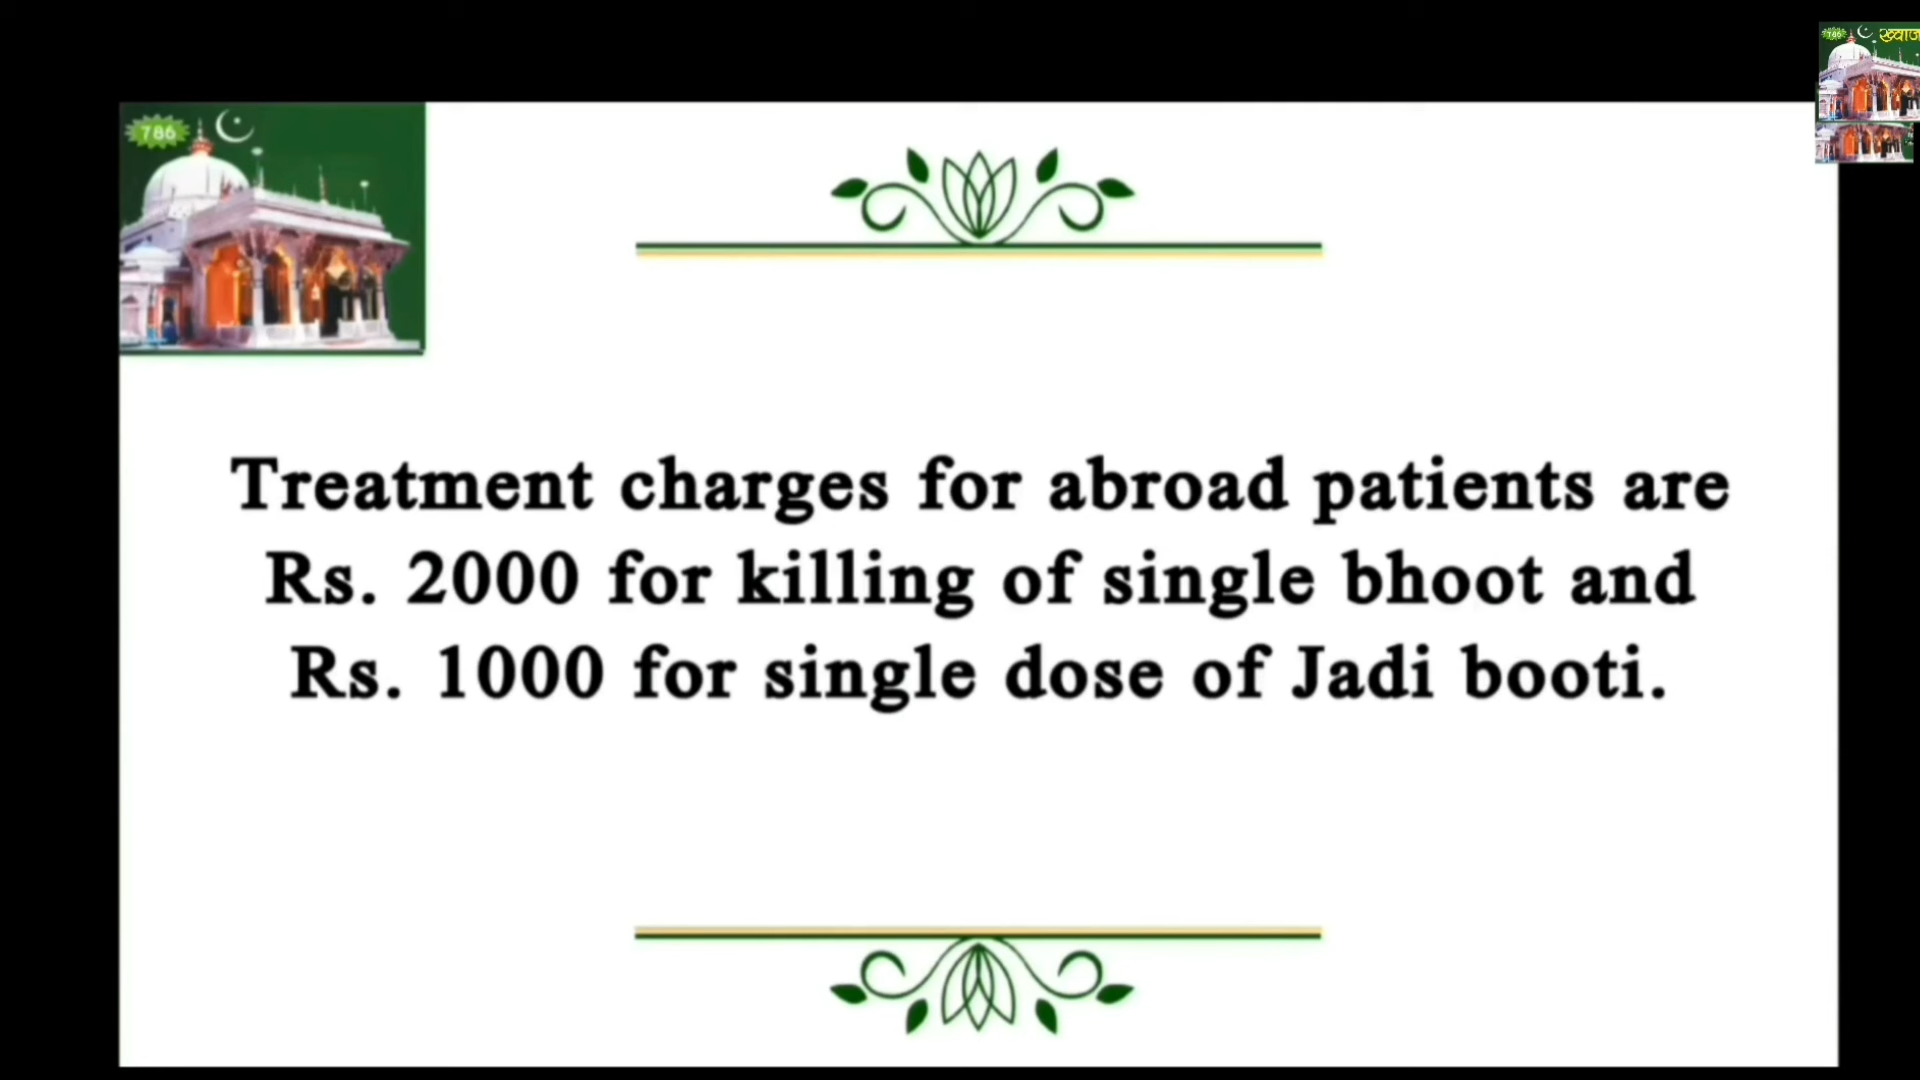 786
786
ख्वाज
Treatment charges for abroad patients are
Rs. 2000 for killing of single bhoot and
Rs. 1000 for single dose of Jadi booti.